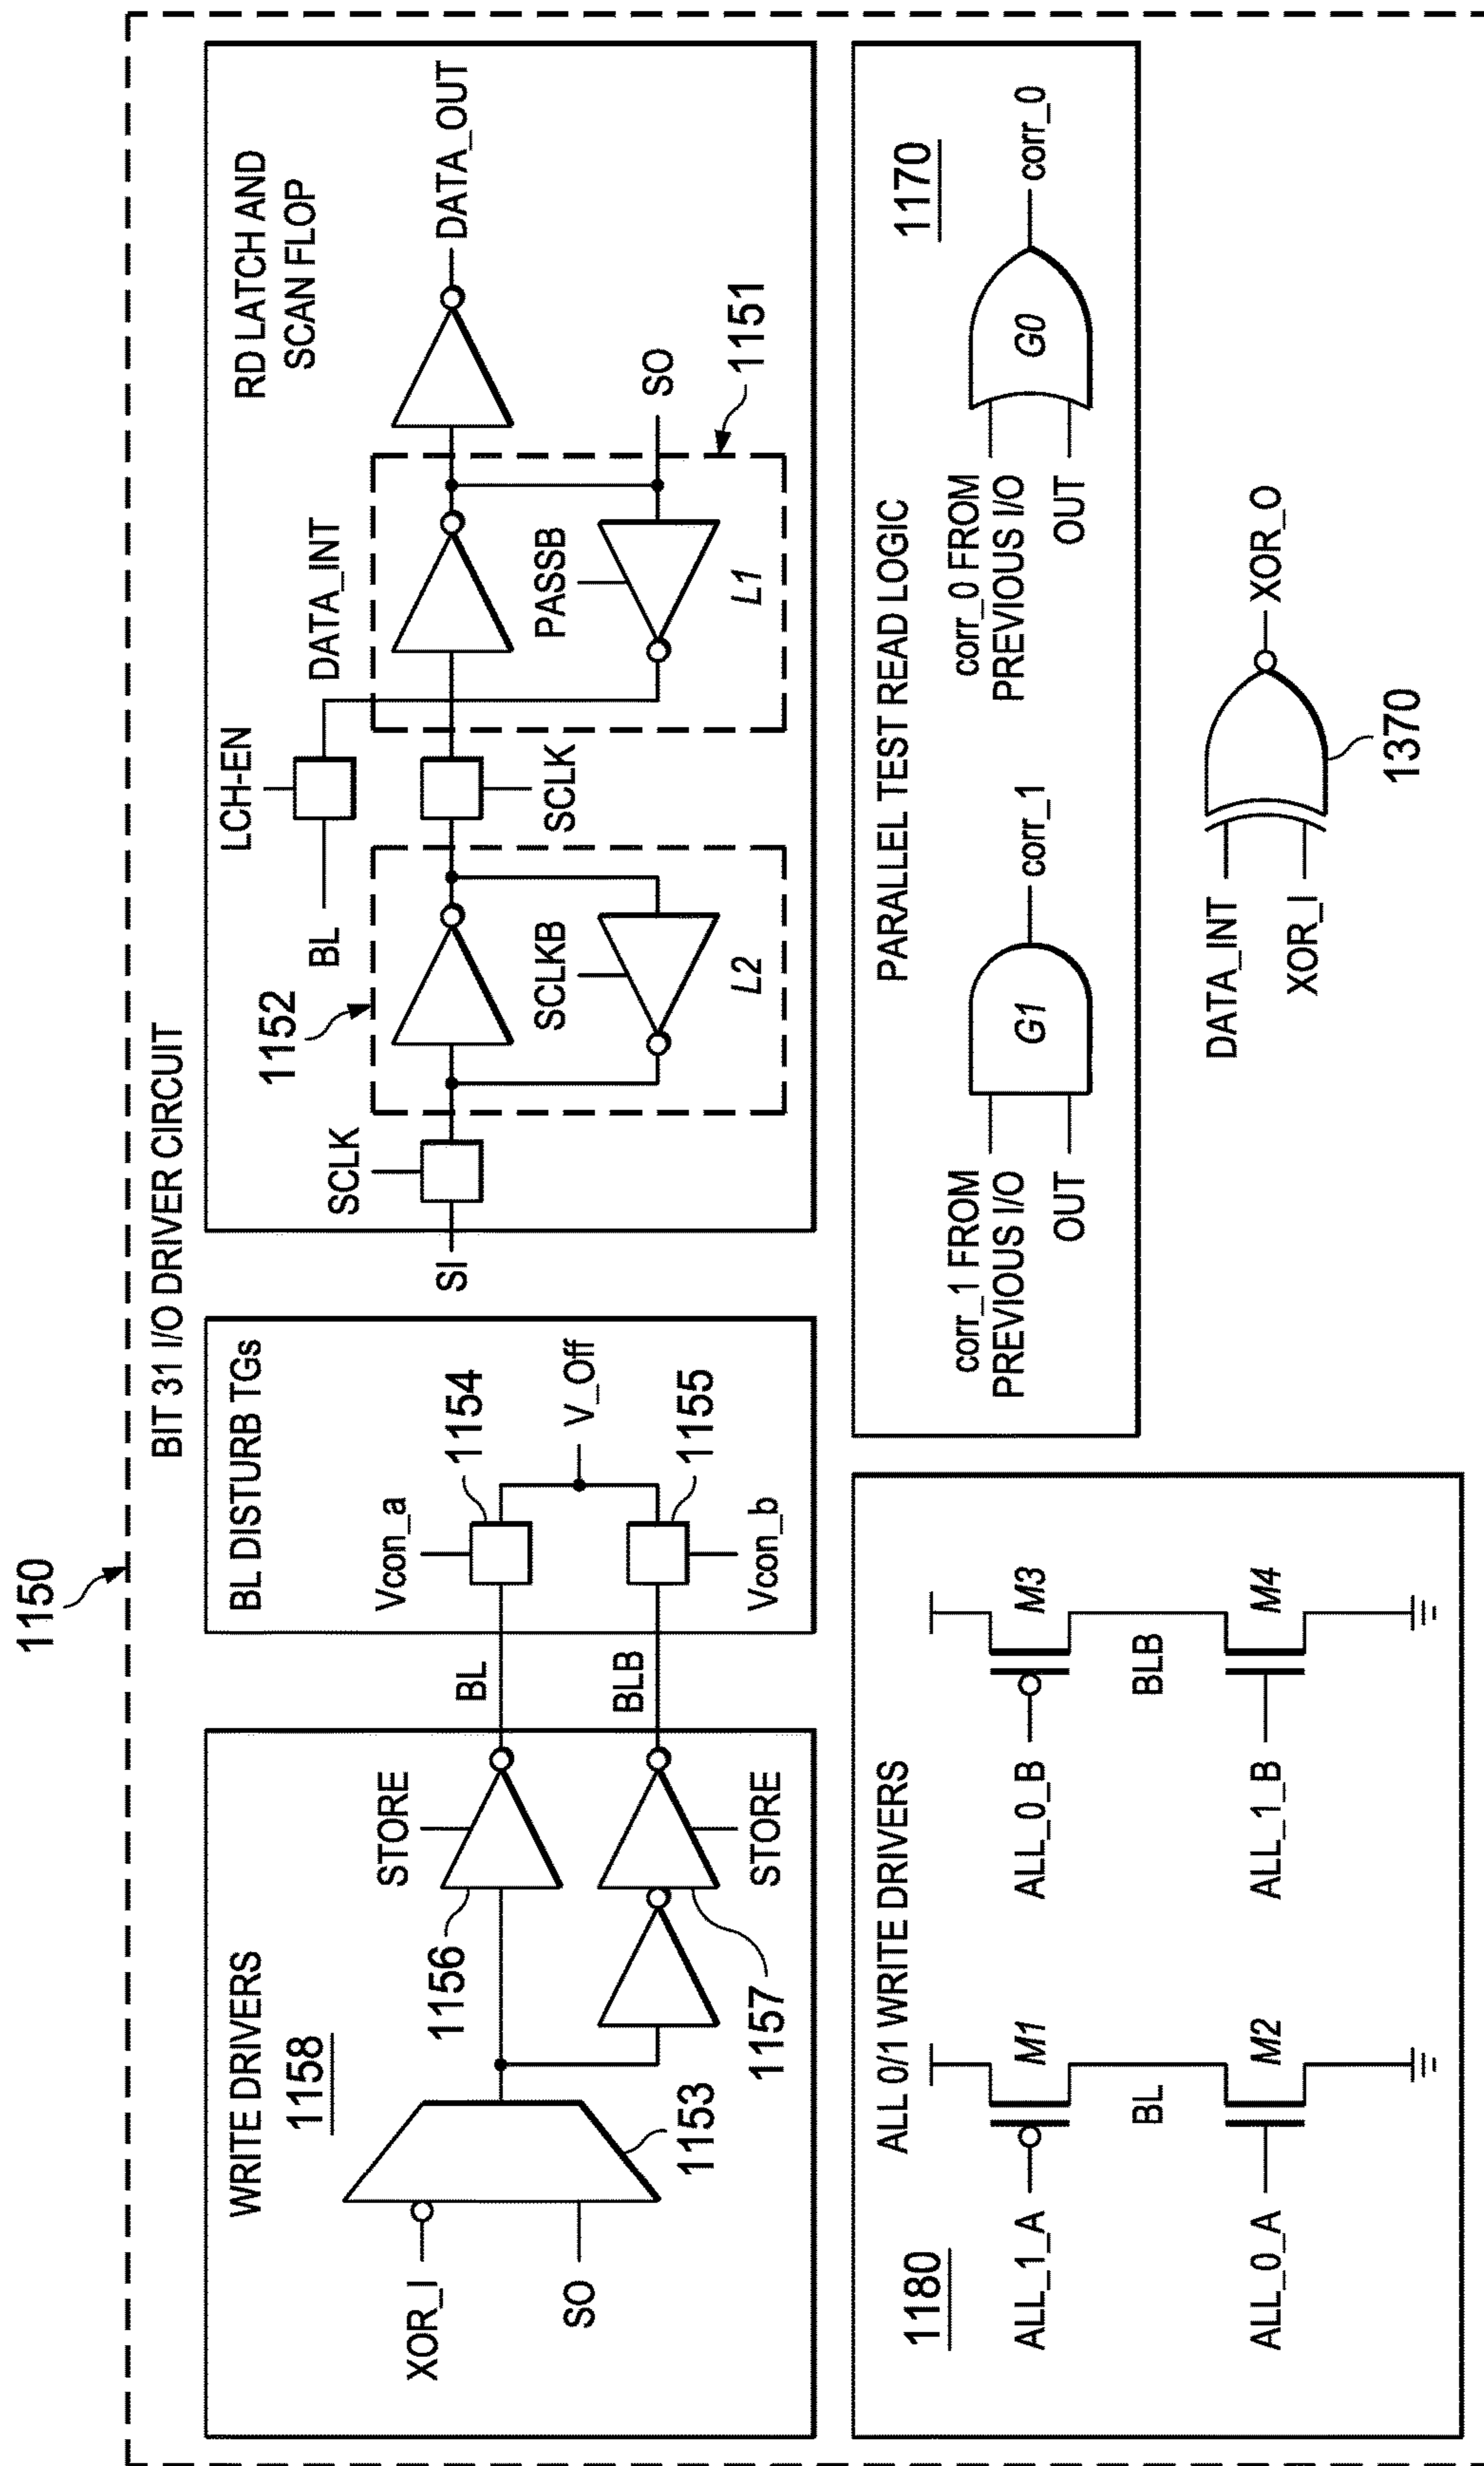 1150
BIT 31 I/O DRIVER CIRCUIT
WRITE DRIVERS
1158
XOR_I
SO
1153
1156
STORE
1157
STORE
BL
BLB
BL DISTURB TGs
Vcon_a
1154
V_Off
1155
Vcon_b
RD LATCH AND
SCAN FLOP
SI
SCLK
1152
SCLKB
L2
BL
LCH-EN
SCLK
DATA_INT
PASSB
L1
SO
1151
DATA_OUT
ALL 0/1 WRITE DRIVERS
1180
ALL_1_A
M1
BL
ALL_0_A
M2
ALL_0_B
M3
BLB
ALL_1_B
M4
PARALLEL TEST READ LOGIC
1170
corr_1 FROM
PREVIOUS I/O
OUT
G1
corr_1
corr_0 FROM
PREVIOUS I/O
OUT
G0
corr_0
DATA_INT
XOR_I
XOR_O
1370